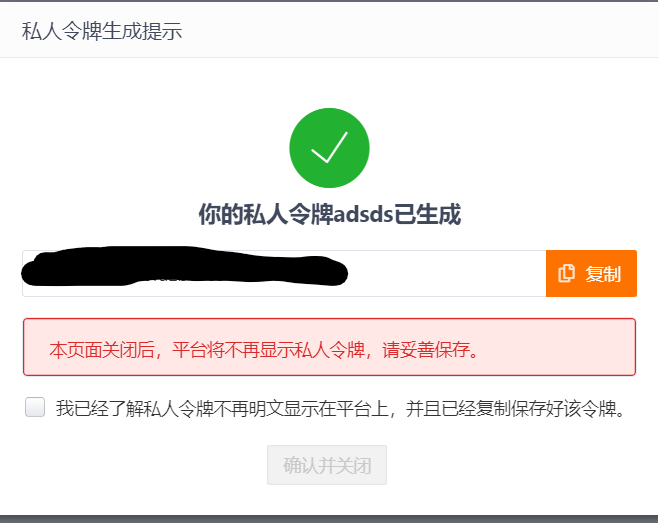 私人令牌生成提示
你的私人令牌adsds已生成
复制
本页面关闭后，平台将不再显示私人令牌，请妥善保存。
我已经了解私人令牌不再明文显示在平台上，并且已经复制保存好该令牌。
确认并关闭